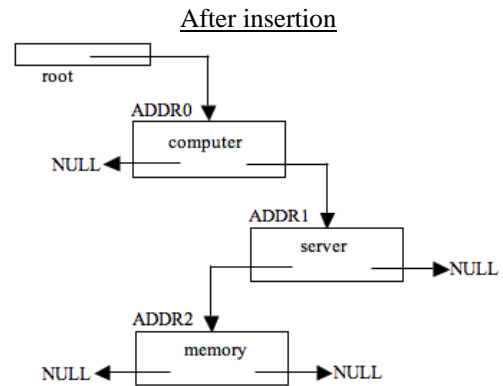 After insertion
root
ADDR0
computer
NULL
ADDR1
server
NULL
ADDR2
memory
NULL
NULL